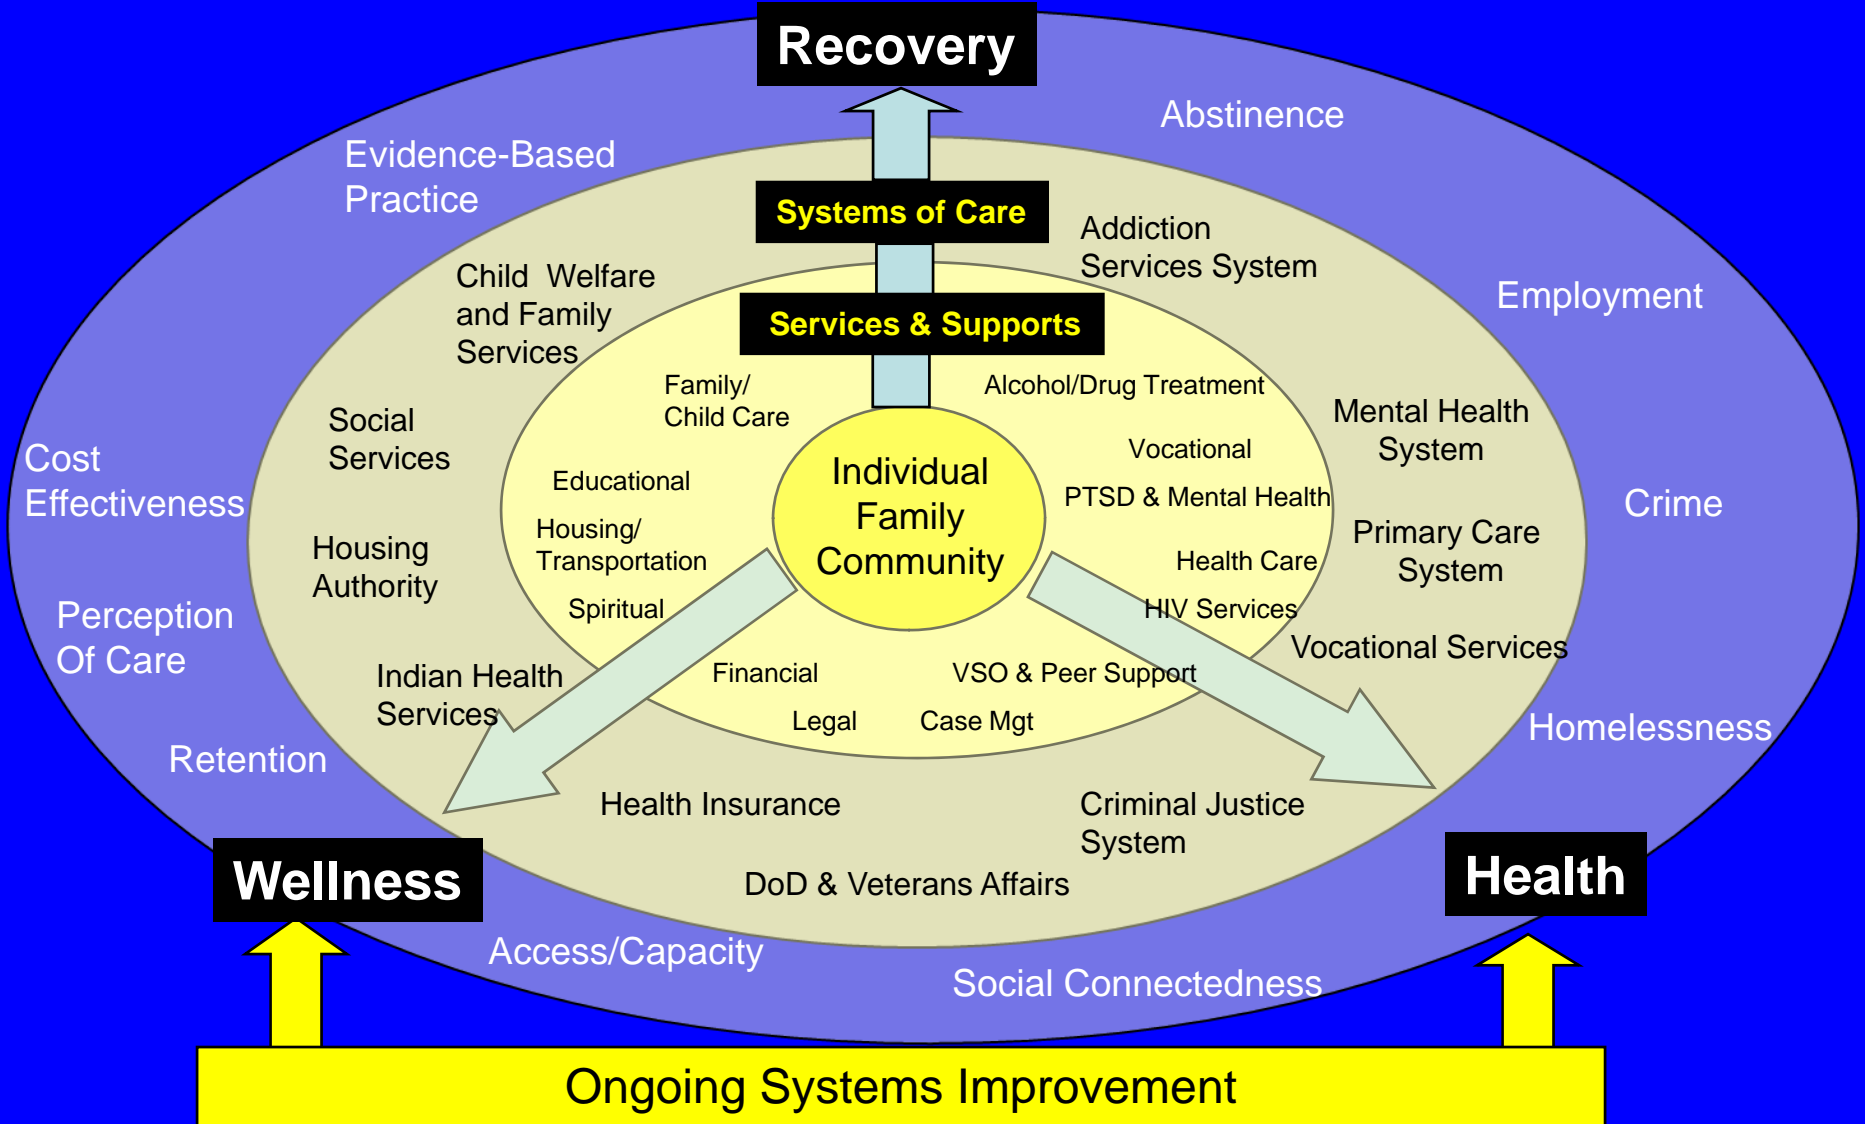 Recovery
Abstinence
Evidence-Based
Practice
Systems of Care
Addiction
Services System
Child Welfare
and Family
Services
Employment
Services & Supports
Family/
Child Care
Alcohol/Drug Treatment
Social
Services
Mental Health
System
Cost
Effectiveness
Vocational
Educational
Individual
Family
Community
PTSD & Mental Health
Crime
Housing/
Transportation
Primary Care
System
Housing
Authority
Health Care
Perception
Of Care
Spiritual
HIV Services
Vocational Services
Indian Health
Services
Financial
VSO & Peer Support
Legal
Case Mgt
Homelessness
Retention
Health Insurance
Criminal Justice
System
Wellness
Health
DoD & Veterans Affairs
Access/Capacity
Social Connectedness
Ongoing Systems Improvement